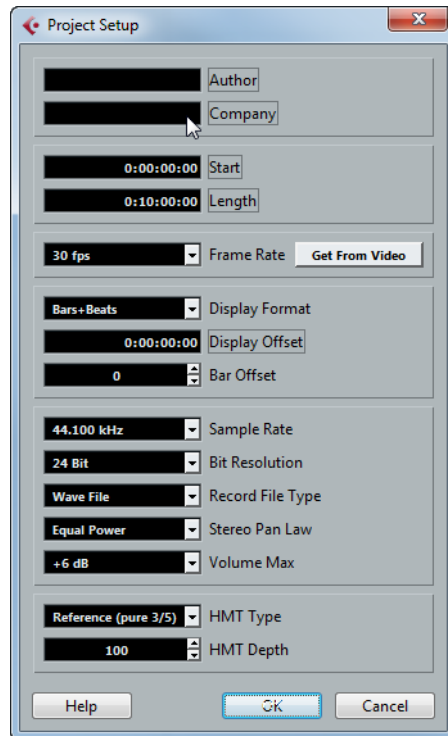 Project Setup
Author
Company
0:00:00:00 Start
0:10:00:00 Length
30 fps Frame Rate Get From Video
Bars+Beats Display Format
0:00:00:00 Display Offset
0 Bar Offset
44.100 kHz Sample Rate
24 Bit Bit Resolution
Wave File Record File Type
Equal Power Stereo Pan Law
+6 dB Volume Max
Reference (pure 3/5) HMT Type
100 HMT Depth
Help OK Cancel